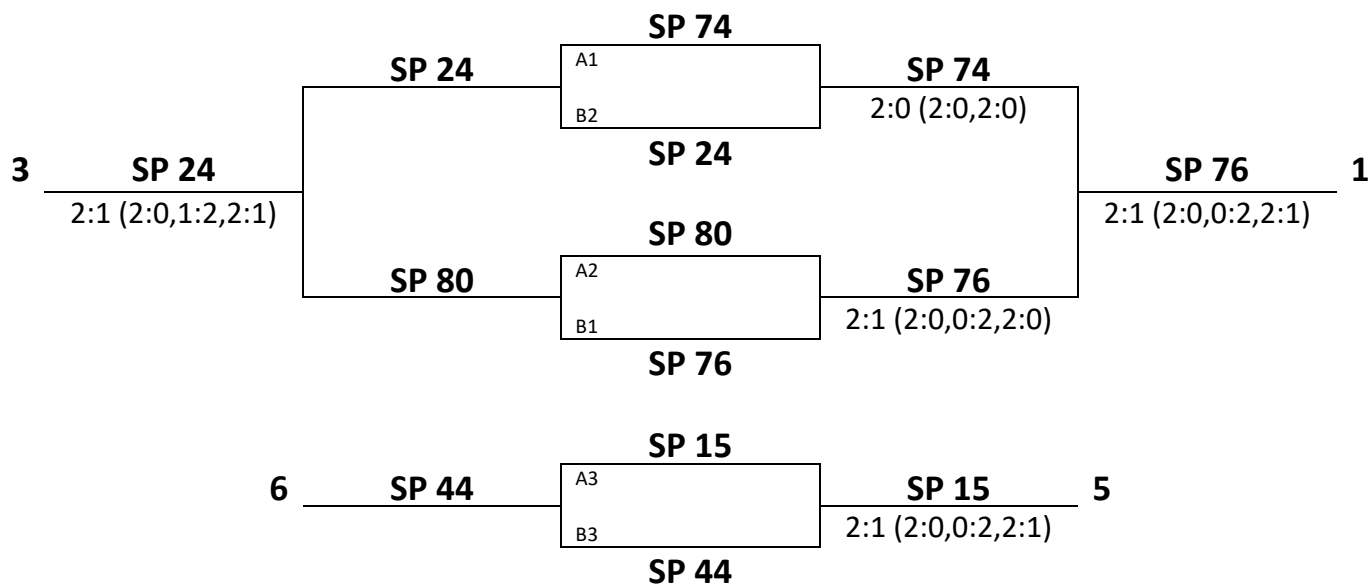 SP 74
SP 24 A1 SP 74
B2 2:0 (2:0,2:0)
SP 24
3 SP 24 SP 76 1
2:1 (2:0,1:2,2:1) 2:1 (2:0,0:2,2:1)
SP 80
SP 80 A2 SP 76
B1 2:1 (2:0,0:2,2:0)
SP 76
SP 15
6 SP 44 A3 SP 15 5
B3 2:1 (2:0,0:2,2:1)
SP 44